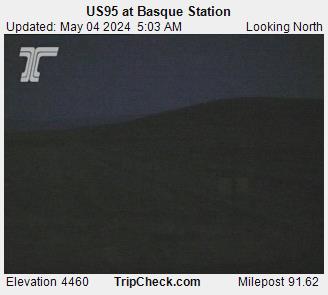 US95 at Basque Station
Updated: May 04 2024 5:03 AM Looking North
Elevation 4460 TripCheck.com Milepost 91.62